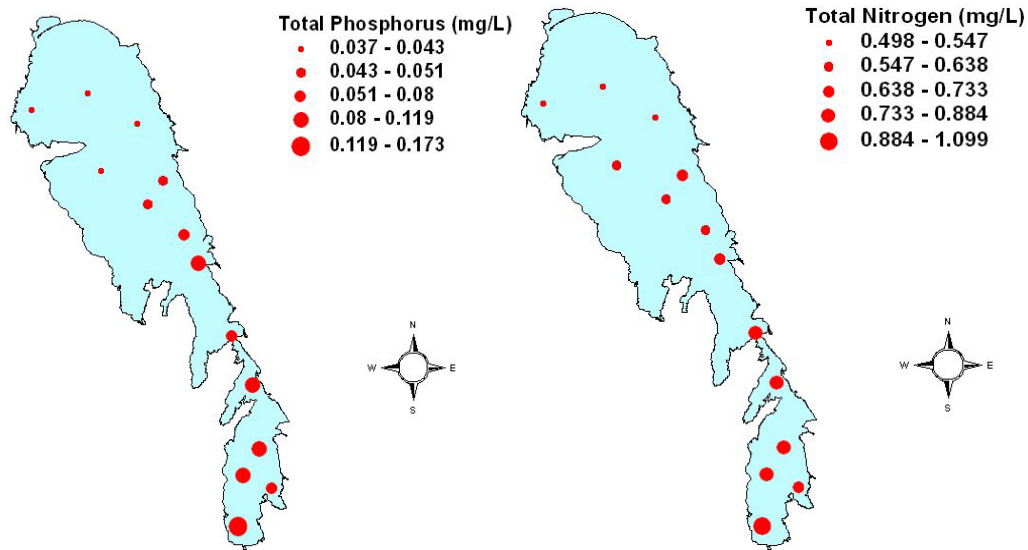 Total Phosphorus (mg/L)
0.037 - 0.043
0.043 - 0.051
0.051 - 0.08
0.08 - 0.119
0.119 - 0.173
N
W E
S
Total Nitrogen (mg/L)
0.498 - 0.547
0.547 - 0.638
0.638 - 0.733
0.733 - 0.884
0.884 - 1.099
N
W E
S